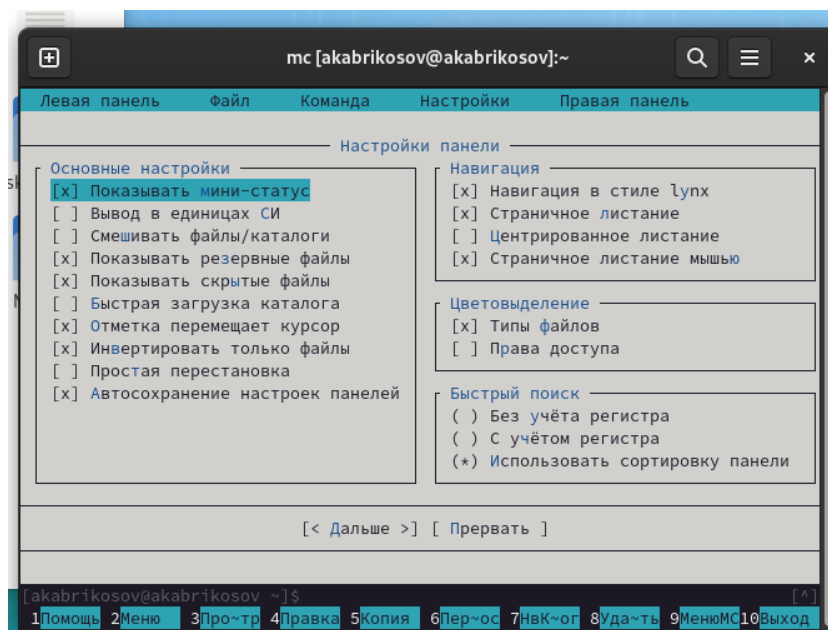 mc [akabrikosov@akabrikosov]:~
Левая панель Файл Команда Настройки Правая панель
Настройки панели
Основные настройки
[x] Показывать мини-статус
[ ] Вывод в единицах СИ
[ ] Смешивать файлы/каталоги
[x] Показывать резервные файлы
[x] Показывать скрытые файлы
[ ] Быстрая загрузка каталога
[x] Отметка перемещает курсор
[x] Инвертировать только файлы
[ ] Простая перестановка
[x] Автосохранение настроек панелей
Навигация
[x] Навигация в стиле lynx
[x] Страничное листание
[ ] Центрированное листание
[x] Страничное листание мышью
Цветовыделение
[x] Типы файлов
[ ] Права доступа
Быстрый поиск
( ) Без учёта регистра
( ) С учётом регистра
(*) Использовать сортировку панели
[< Дальше >] [ Прервать ]
[akabrikosov@akabrikosov ~]$ [^]
1Помощь 2Меню 3Про~тр 4Правка 5Копия 6Пер~ос 7НвК~ог 8Уда~ть 9МенюМС10Выход